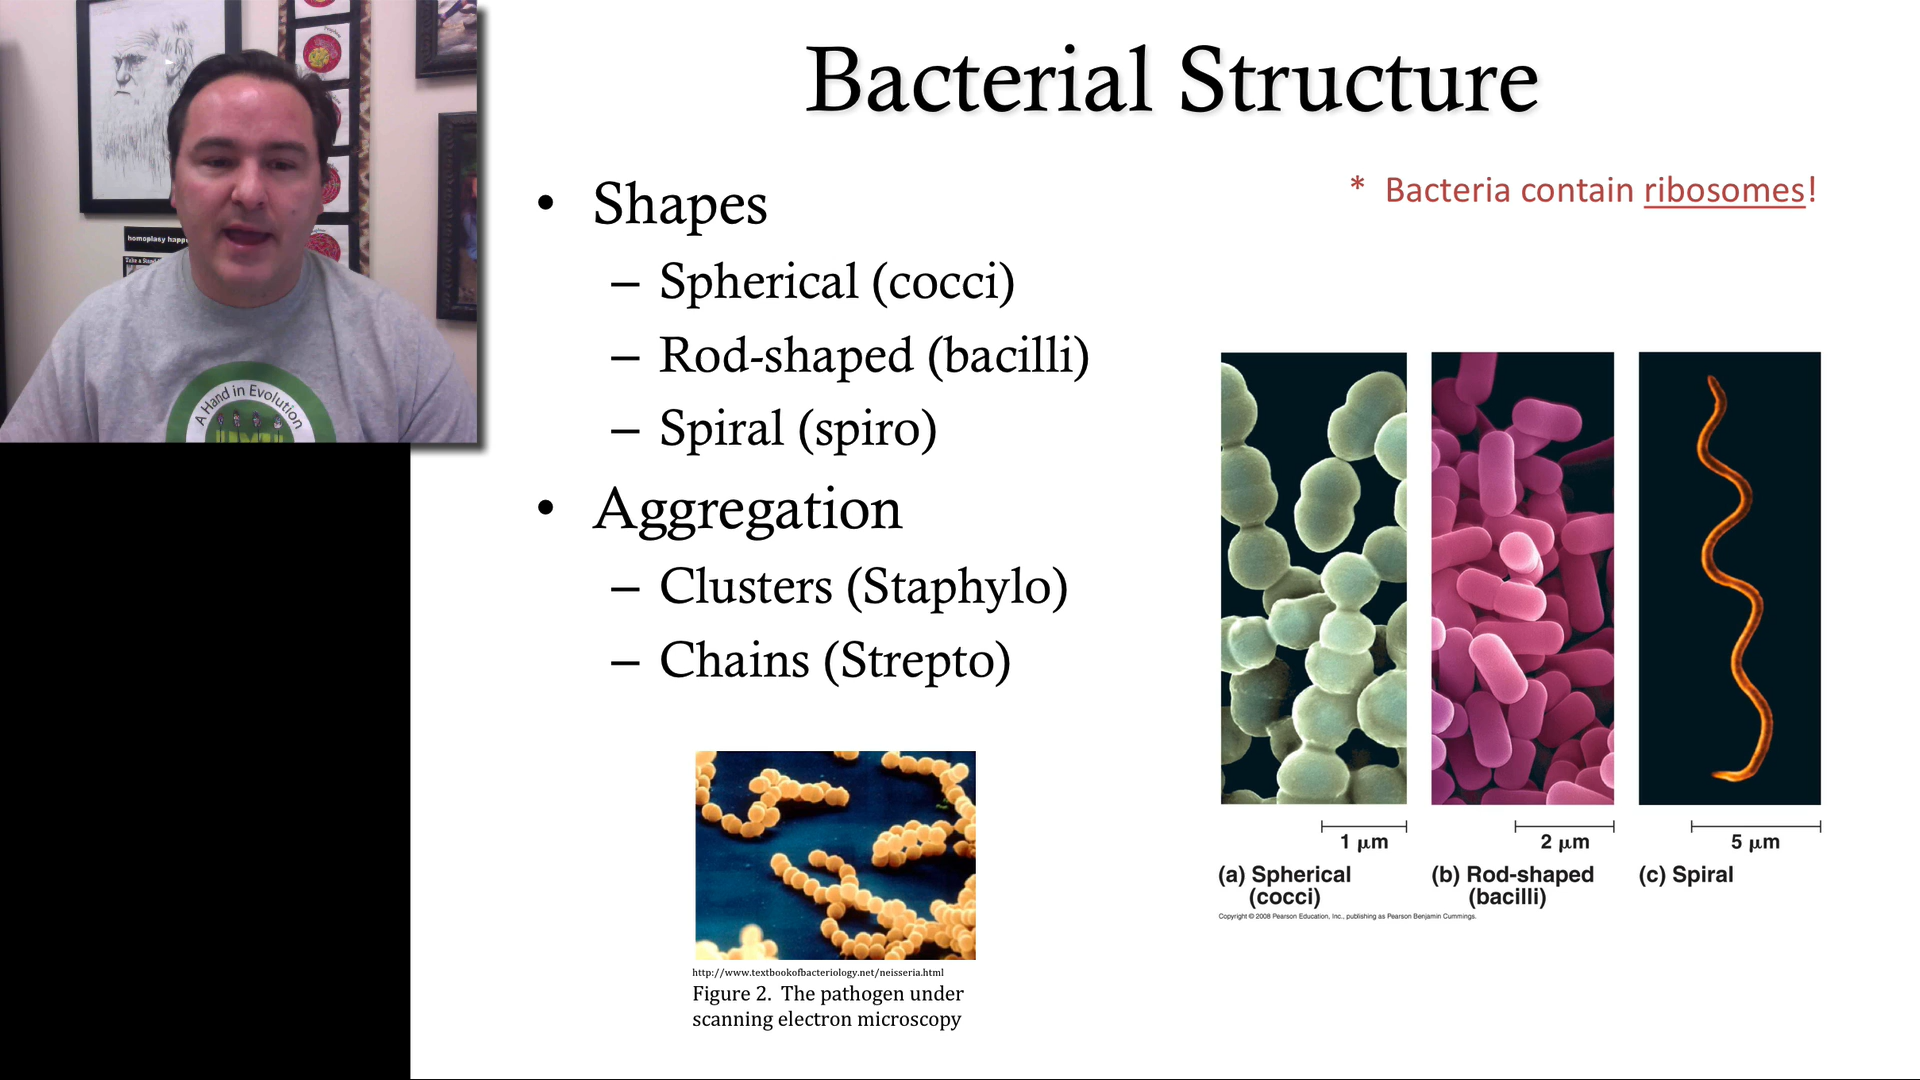 Bacterial Structure
* Bacteria contain ribosomes!
• Shapes
– Spherical (cocci)
– Rod-shaped (bacilli)
– Spiral (spiro)
• Aggregation
– Clusters (Staphylo)
– Chains (Strepto)
homoplasy happ
A Hand in Evolution
1 μm
2 μm
5 μm
(a) Spherical
(cocci)
(b) Rod-shaped
(bacilli)
(c) Spiral
Copyright © 2008 Pearson Education, Inc., publishing as Pearson Benjamin Cummings.
http://www.textbookofbacteriology.net/neisseria.html
Figure 2. The pathogen under
scanning electron microscopy